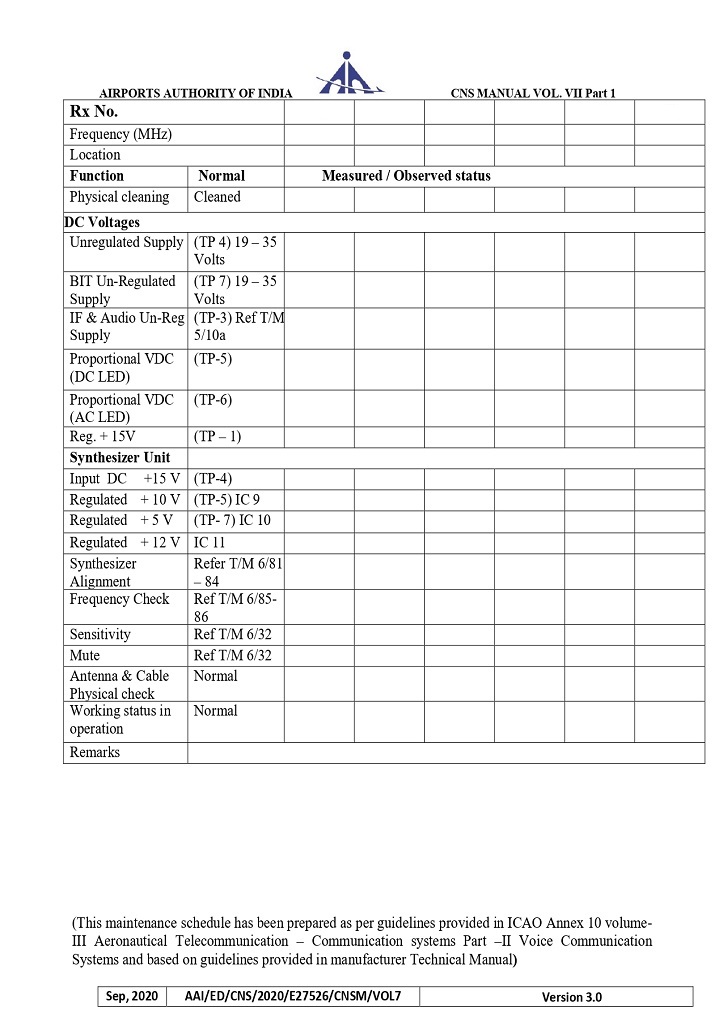 AIRPORTS AUTHORITY OF INDIA CNS MANUAL VOL. VII Part 1
Rx No.
Frequency (MHz)
Location
Function Normal Measured / Observed status
Physical cleaning Cleaned
DC Voltages
Unregulated Supply (TP 4) 19 – 35
Volts
BIT Un-Regulated (TP 7) 19 – 35
Supply Volts
IF & Audio Un-Reg (TP-3) Ref T/M
Supply 5/10a
Proportional VDC (TP-5)
(DC LED)
Proportional VDC (TP-6)
(AC LED)
Reg. + 15V (TP – 1)
Synthesizer Unit
Input DC +15 V (TP-4)
Regulated + 10 V (TP-5) IC 9
Regulated + 5 V (TP- 7) IC 10
Regulated + 12 V IC 11
Synthesizer Refer T/M 6/81
Alignment – 84
Frequency Check Ref T/M 6/85-
86
Sensitivity Ref T/M 6/32
Mute Ref T/M 6/32
Antenna & Cable Normal
Physical check
Working status in Normal
operation
Remarks
(This maintenance schedule has been prepared as per guidelines provided in ICAO Annex 10 volume-
III Aeronautical Telecommunication – Communication systems Part –II Voice Communication
Systems and based on guidelines provided in manufacturer Technical Manual)
Sep, 2020 AAI/ED/CNS/2020/E27526/CNSM/VOL7 Version 3.0